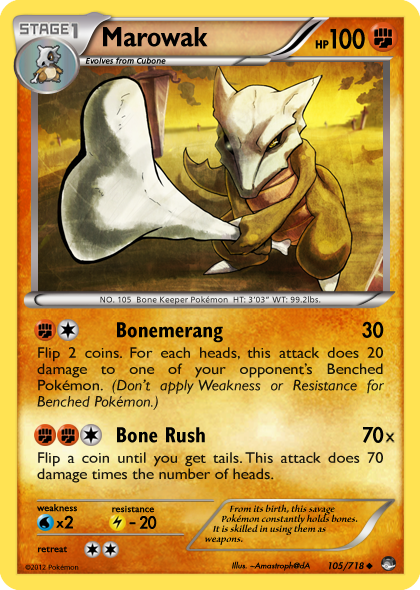 STAGE1
Marowak
HP100
Evolves from Cubone
NO. 105 Bone Keeper Pokémon HT: 3'03" WT: 99.2lbs.
Bonemerang 30
Flip 2 coins. For each heads, this attack does 20
damage to one of your opponent's Benched
Pokémon. (Don't apply Weakness or Resistance for
Benched Pokémon.)
Bone Rush 70x
Flip a coin until you get tails. This attack does 70
damage times the number of heads.
weakness
x2
resistance
- 20
retreat
From its birth, this savage
Pokémon constantly holds bones.
It is skilled in using them as
weapons.
©2012 Pokémon
Illus. ~Amastroph@dA
105/718